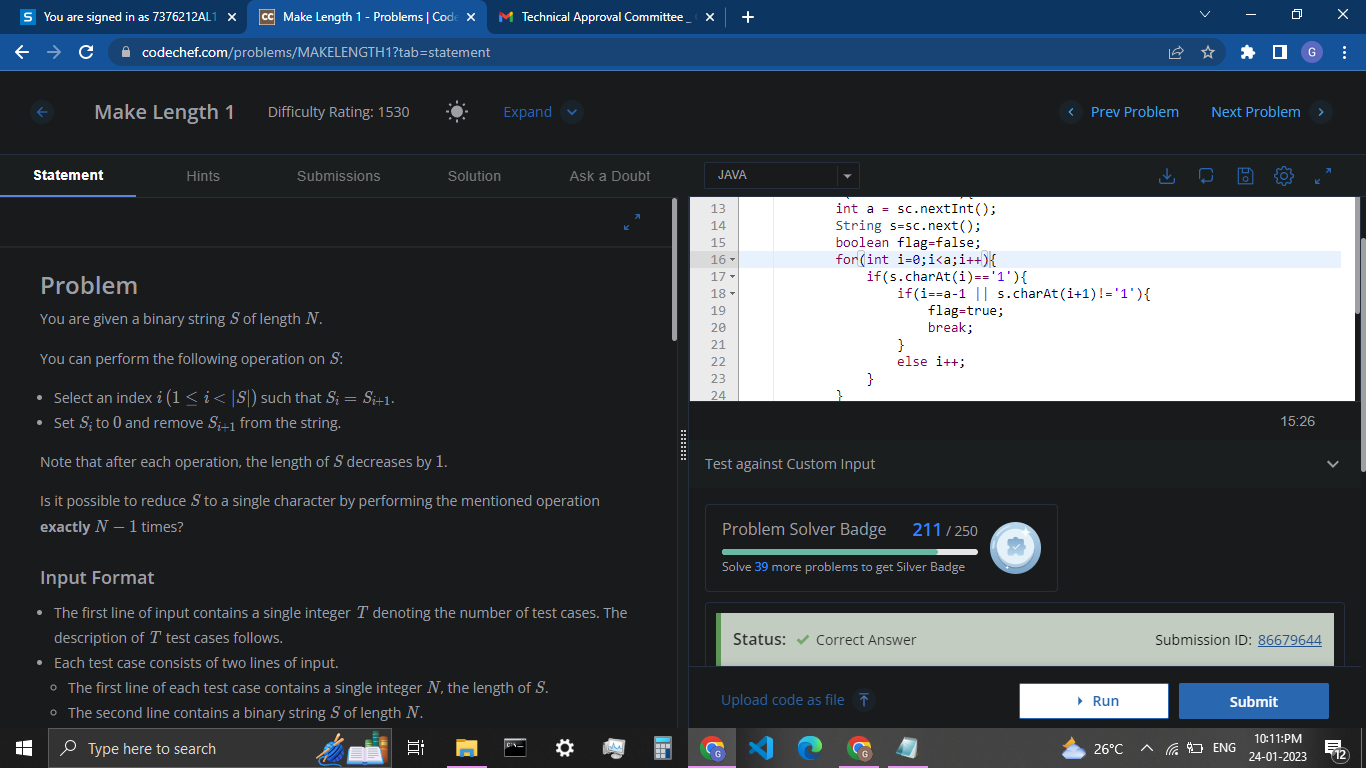 You are signed in as 7376212AL1
Make Length 1 - Problems | Code
Technical Approval Committee _
codechef.com/problems/MAKELENGTH1?tab=statement
G
Make Length 1
Difficulty Rating: 1530
Expand
Prev Problem
Next Problem
Statement
Hints
Submissions
Solution
Ask a Doubt
JAVA
Problem
You are given a binary string S of length N.
You can perform the following operation on S:
• Select an index i (1 ≤ i < |S|) such that Sᵢ = Sᵢ₊₁.
• Set Sᵢ to 0 and remove Sᵢ₊₁ from the string.
Note that after each operation, the length of S decreases by 1.
Is it possible to reduce S to a single character by performing the mentioned operation
exactly N − 1 times?
Input Format
• The first line of input contains a single integer T denoting the number of test cases. The
description of T test cases follows.
• Each test case consists of two lines of input.
◦ The first line of each test case contains a single integer N, the length of S.
◦ The second line contains a binary string S of length N.
13 int a = sc.nextInt();
14 String s=sc.next();
15 boolean flag=false;
16 for(int i=0;i<a;i++){
17 if(s.charAt(i)=='1'){
18 if(i==a-1 || s.charAt(i+1)!='1'){
19 flag=true;
20 break;
21 }
22 else i++;
23 }
24 }
15:26
Test against Custom Input
Problem Solver Badge 211 / 250
Solve 39 more problems to get Silver Badge
Status: Correct Answer
Submission ID: 86679644
Upload code as file
Run
Submit
Type here to search
26°C
ENG
10:11:PM
24-01-2023
12